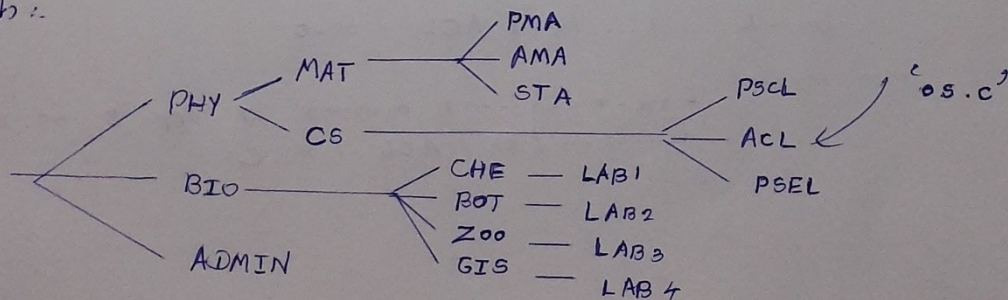 b) :-
PMA
MAT AMA
STA
PHY PSCL 'os.c'
CS ACL
PSEL
BIO CHE LAB1
BOT LAB2
ZOO LAB3
GIS LAB4
ADMIN